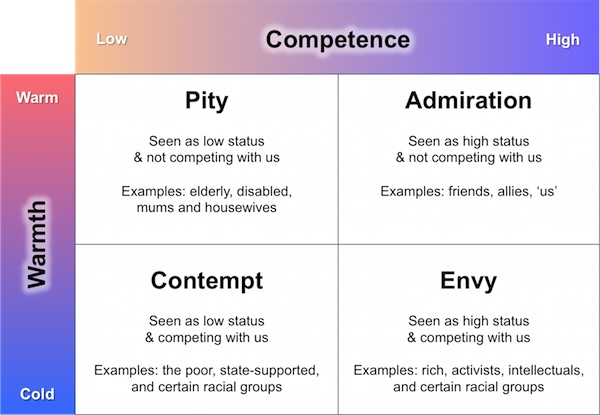 Low
Competence
High
Warm
Warmth
Cold
Pity
Seen as low status
& not competing with us
Examples: elderly, disabled,
mums and housewives
Admiration
Seen as high status
& not competing with us
Examples: friends, allies, ‘us’
Contempt
Seen as low status
& competing with us
Examples: the poor, state-supported,
and certain racial groups
Envy
Seen as high status
& competing with us
Examples: rich, activists, intellectuals,
and certain racial groups